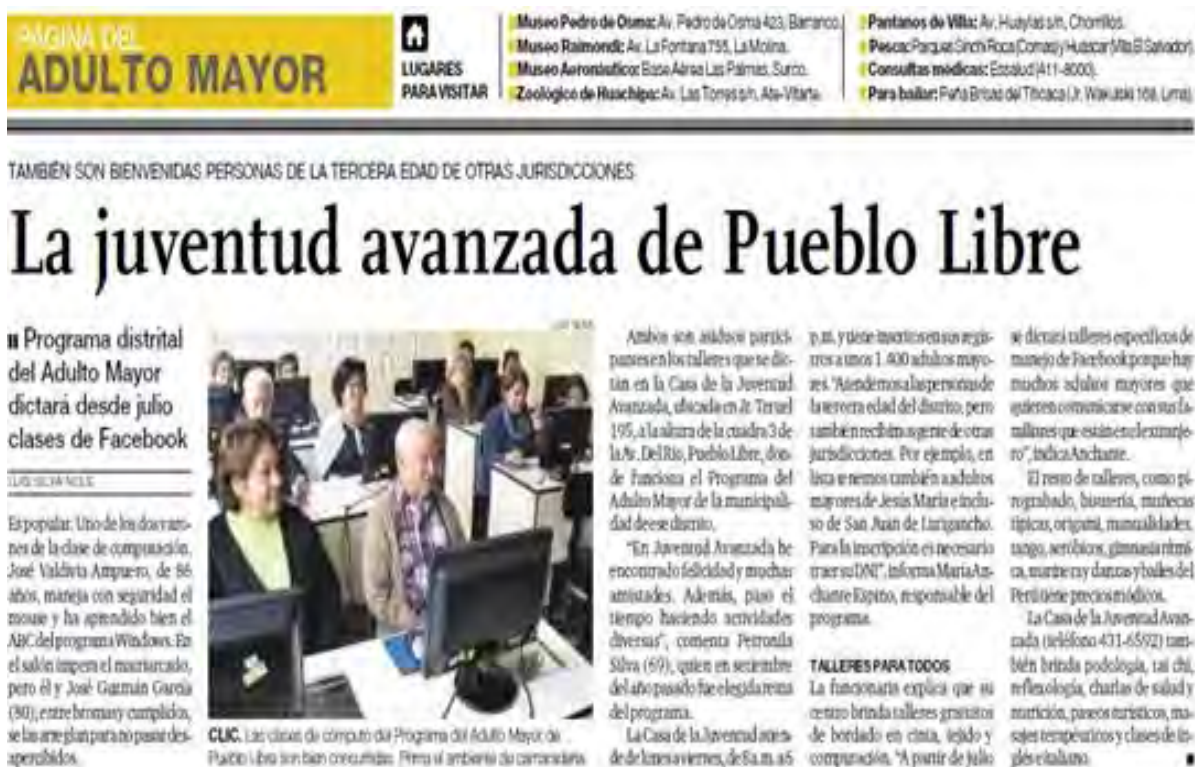 PÁGINA DEL
ADULTO MAYOR
LUGARES
PARA VISITAR
Museo Pedro de Osma: Av. Pedro de Osma 423, Barranco.
Museo Raimondi: Av. La Fontana 755, La Molina.
Museo Aeronáutico: Base Aérea Las Palmas, Surco.
Zoológico de Huachipa: Av. Las Torres s/n, Ate-Vitarte.
Pantanos de Villa: Av. Huaylas s/n, Chorrillos.
Pesca: Parques Sinchi Roca (Comas) y Huáscar (Villa El Salvador).
Consultas médicas: Essalud (411-8000).
Para bailar: Peña Brisas del Titicaca (Jr. 168, Lima).
TAMBIÉN SON BIENVENIDAS PERSONAS DE LA TERCERA EDAD DE OTRAS JURISDICCIONES
La juventud avanzada de Pueblo Libre
Programa distrital
del Adulto Mayor
dictará desde julio
clases de Facebook
Es popular. Uno de los dos varo-
nes de la clase de computación,
José Valdivia Ampuero, de 86
años, maneja con seguridad el
mouse y ha aprendido bien el
ABC del programa Windows. En
el salón impera el matriarcado,
pero él y José Guzmán García
(80), entre bromas y cumplidos,
se las arreglan para no pasar des-
apercibidos.
CLIC. Las clases de cómputo del Programa del Adulto Mayor de
Pueblo Libre son bien concurridas. Prima el ambiente de camaradería.
Ambos son asiduos partici-
pantes en los talleres que se dic-
tan en la Casa de la Juventud
Avanzada, ubicada en Jr. Teruel
195, a la altura de la cuadra 3 de
la Av. Del Río, Pueblo Libre, don-
de funciona el Programa del
Adulto Mayor de la municipali-
dad de ese distrito.
"En Juventud Avanzada he
encontrado felicidad y muchas
amistades. Además, paso el
tiempo haciendo actividades
diversas", comenta Petronila
Silva (69), quien en setiembre
del año pasado fue elegida reina
del programa.
La Casa de la Juventud atien-
de de lunes a viernes, de 8 a.m. a 6
p.m. y tiene inscritos en sus regis-
tros a unos 1.400 adultos mayo-
res. "Atendemos a las personas de
la tercera edad del distrito, pero
también recibimos gente de otras
jurisdicciones. Por ejemplo, en
lista tenemos también a adultos
mayores de Jesús María e inclu-
so de San Juan de Lurigancho.
Para la inscripción es necesario
traer su DNI", informa María An-
chante Espino, responsable del
programa.
TALLERES PARA TODOS
La funcionaria explica que su
centro brinda talleres gratuitos
de bordado en cinta, tejido y
computación. "A partir de julio
se dictará talleres específicos de
manejo de Facebook porque hay
muchos adultos mayores que
quieren comunicarse con sus fa-
miliares que están en el extranje-
ro", indica Anchante.
El resto de talleres, como pi-
rograbado, bisutería, muñecas
típicas, origami, manualidades,
tango, aeróbicos, gimnasia rítmi-
ca, marinera y danzas y bailes del
Perú tiene precios módicos.
La Casa de la Juventud Avan-
zada (teléfono 431-6592) tam-
bién brinda podología, tai chi,
reflexología, charlas de salud y
nutrición, paseos turísticos, ma-
sajes terapéuticos y clases de in-
glés e italiano.